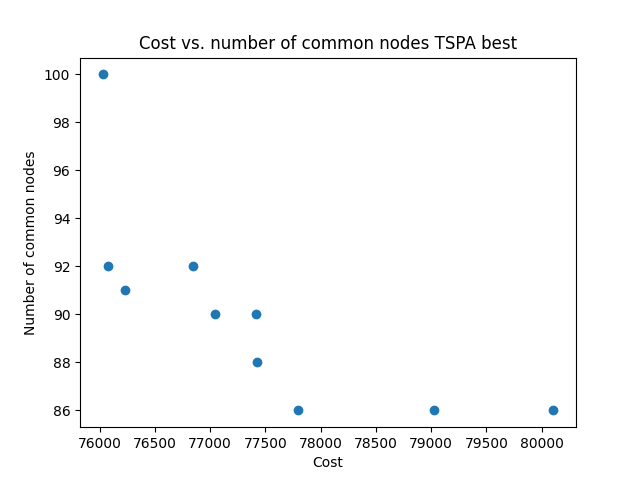 Cost vs. number of common nodes TSPA best
Number of common nodes
100
98
96
94
92
90
88
86
76000 76500 77000 77500 78000 78500 79000 79500 80000
Cost